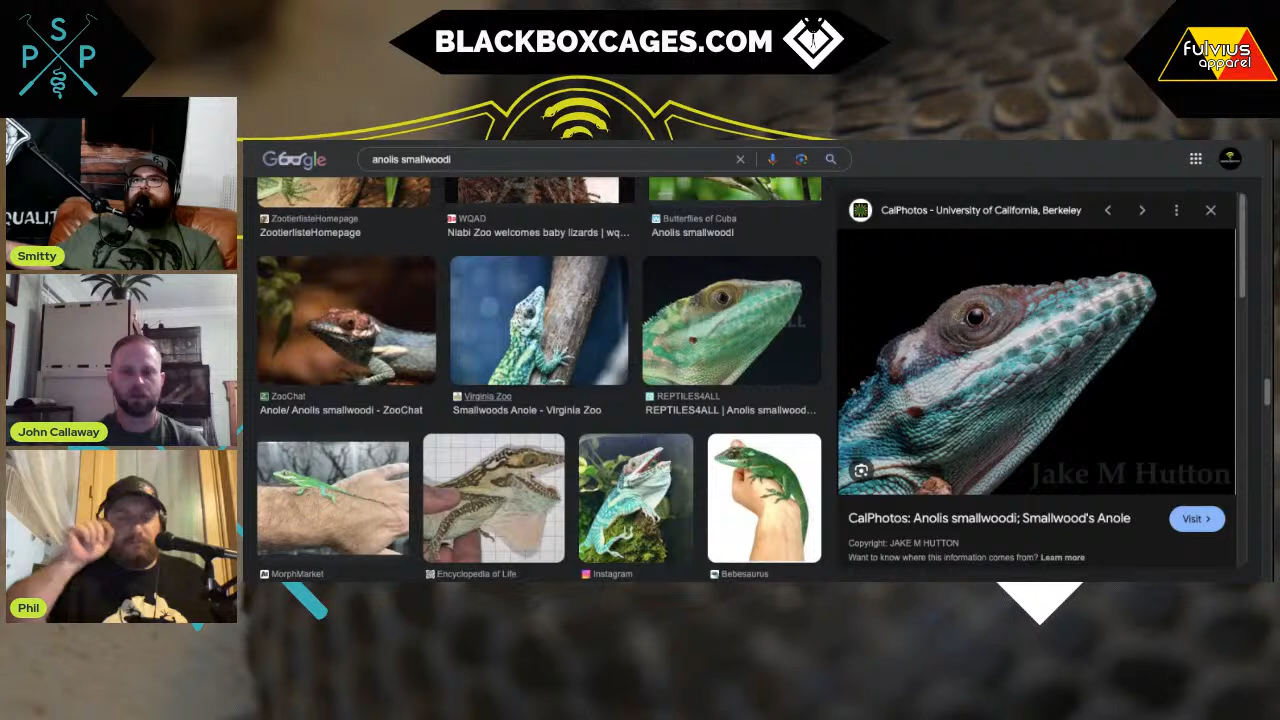 S
P P
BLACKBOXCAGES.COM
fulvius
apparel
QUALIT
Smitty
John Callaway
Phil
Google
anolis smallwoodi
ZootierlisteHomepage
ZootierlisteHomepage
WQAD
Niabi Zoo welcomes baby lizards | wq...
Butterflies of Cuba
Anolis smallwoodi
ZooChat
Anole/ Anolis smallwoodi - ZooChat
Virginia Zoo
Smallwoods Anole - Virginia Zoo
REPTILES4ALL
REPTILES4ALL | Anolis smallwood...
MorphMarket
Encyclopedia of Life
Instagram
Bebesaurus
CalPhotos - University of California, Berkeley
Jake M Hutton
CalPhotos: Anolis smallwoodi; Smallwood's Anole
Visit >
Copyright: JAKE M HUTTON
Want to know where this information comes from? Learn more